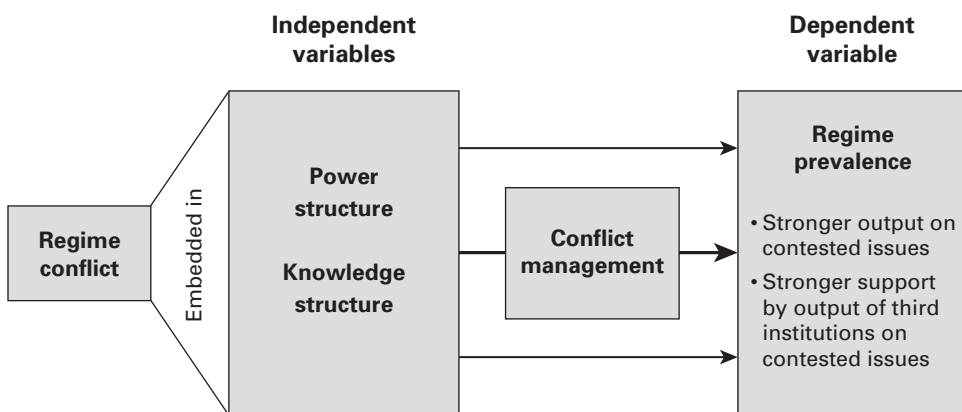 Independent
variables
Dependent
variable
Regime
conflict
Embedded in
Power
structure
Knowledge
structure
Conflict
management
Regime
prevalence
• Stronger output on
contested issues
• Stronger support
by output of third
institutions on
contested issues